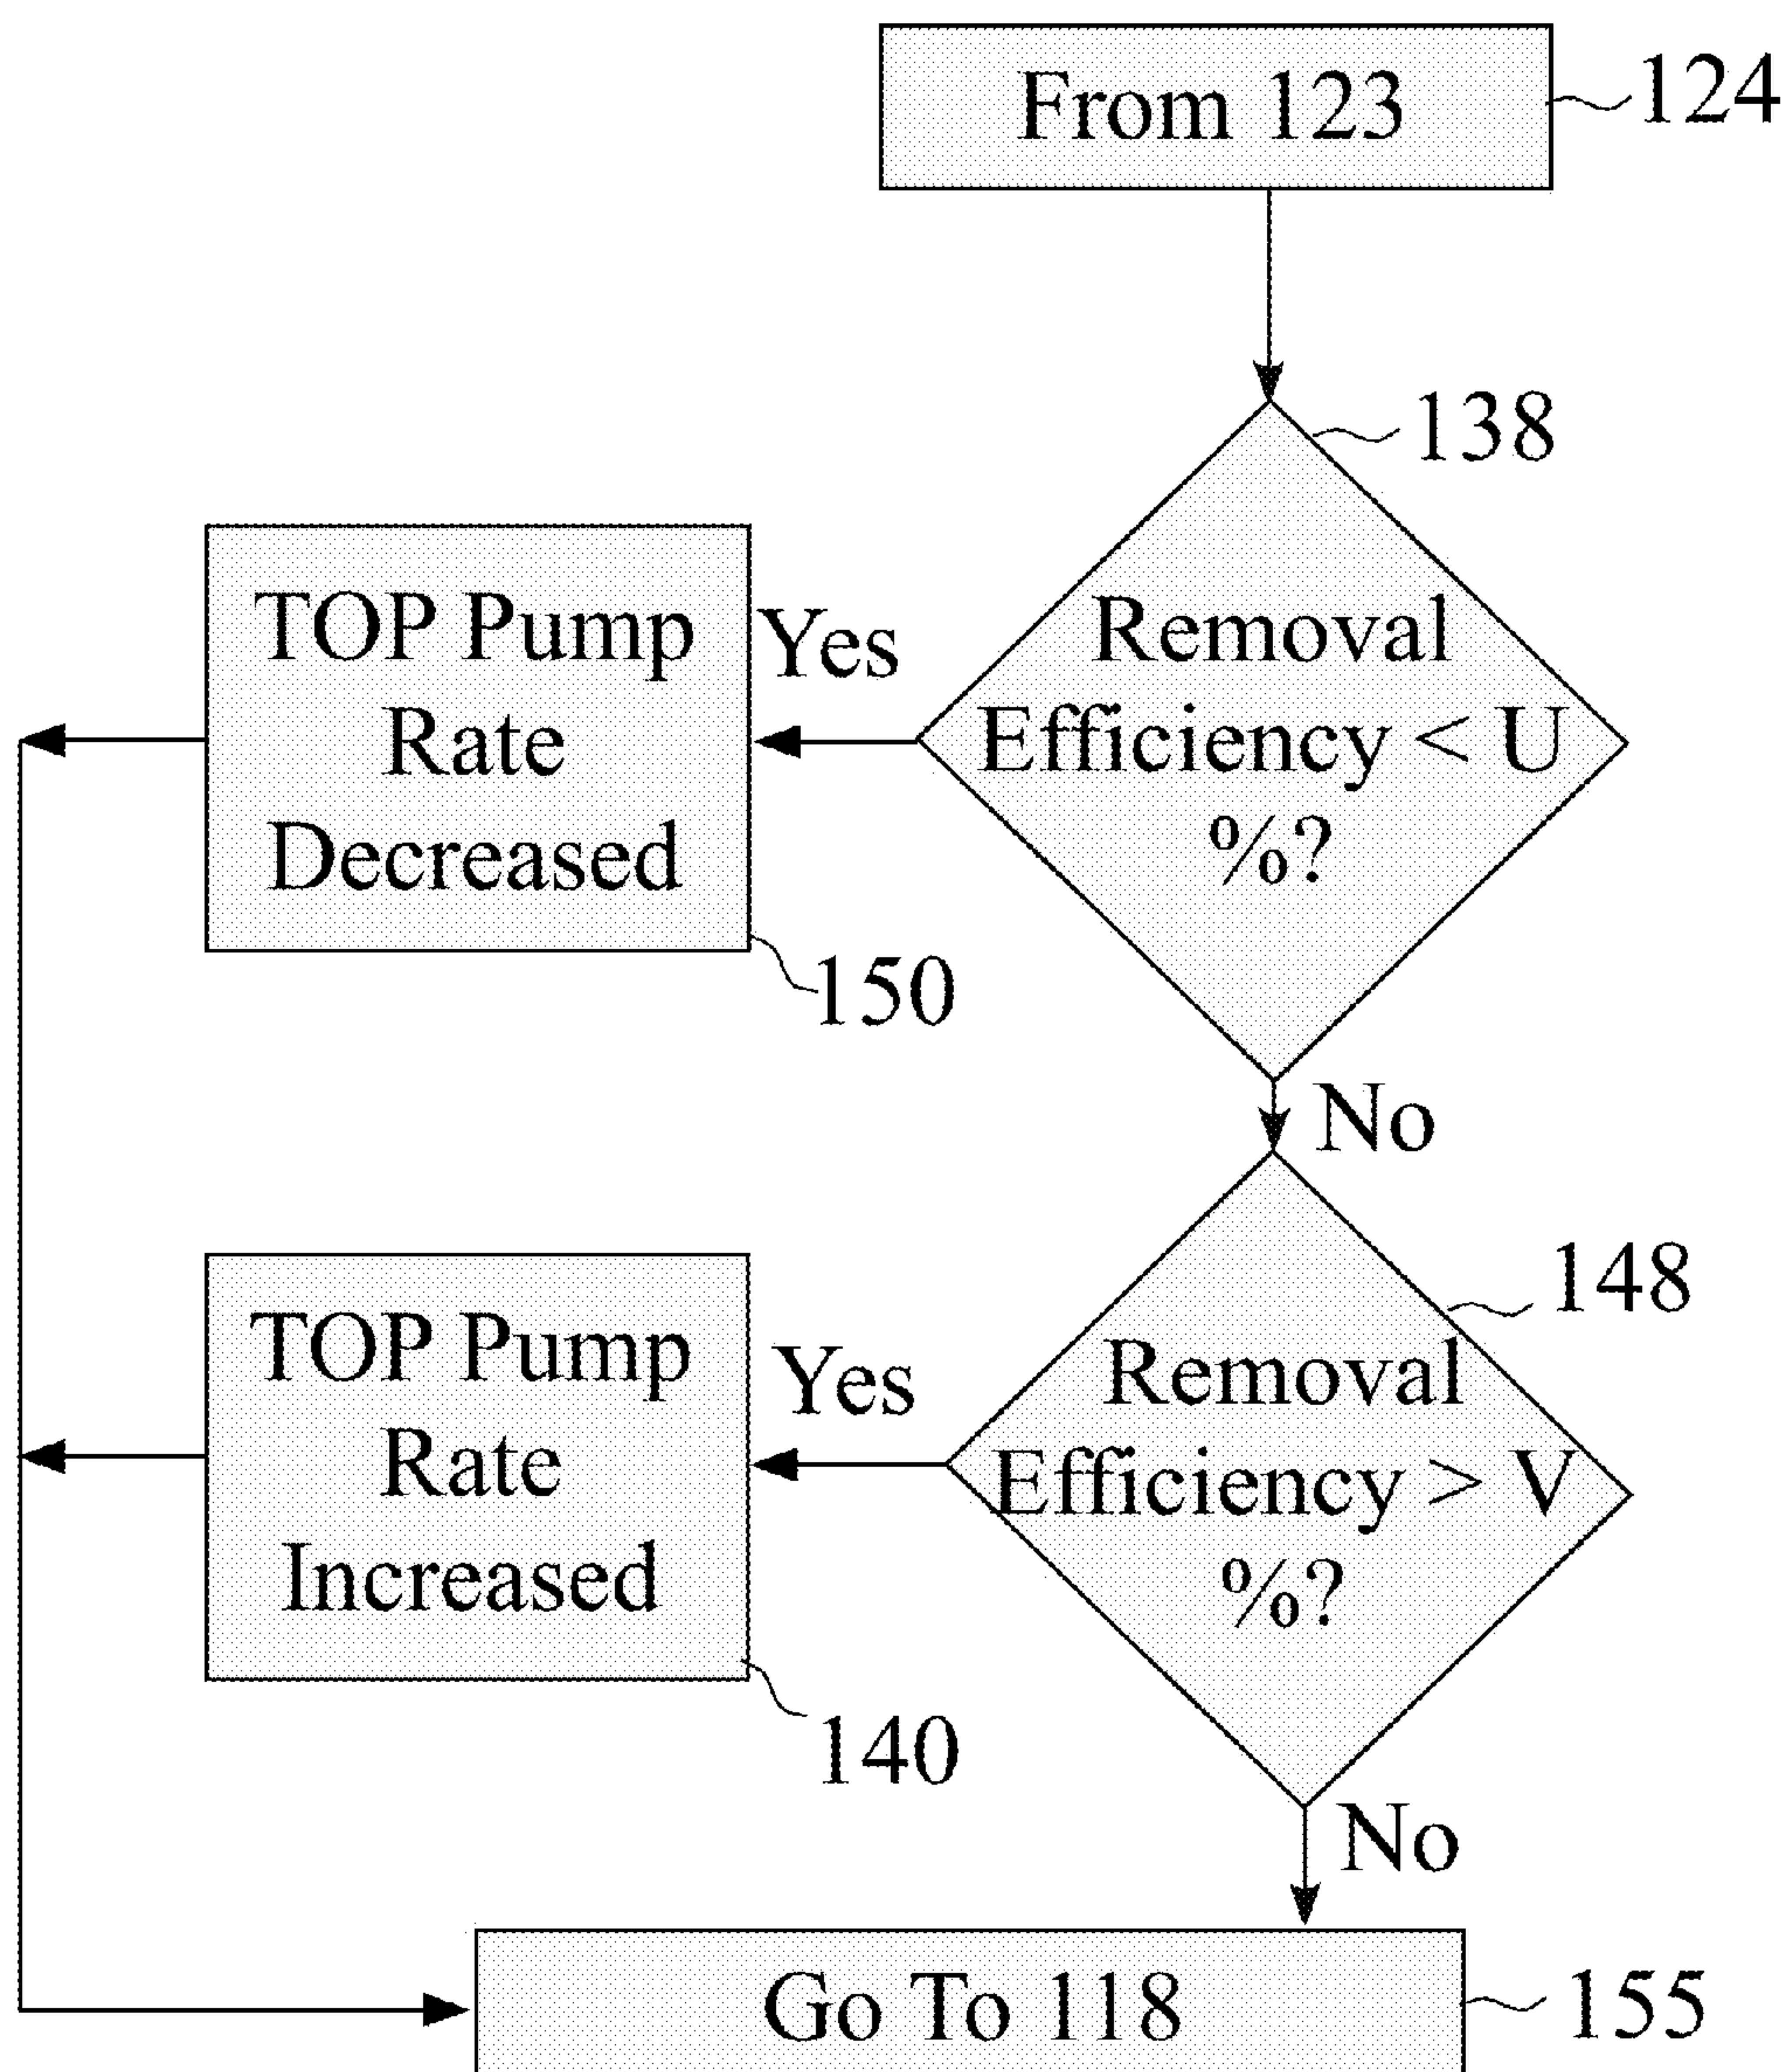 From 123
124
138
Removal
Efficiency < U
%?
Yes
TOP Pump
Rate
Decreased
150
No
148
Removal
Efficiency > V
%?
Yes
TOP Pump
Rate
Increased
140
No
Go To 118
155